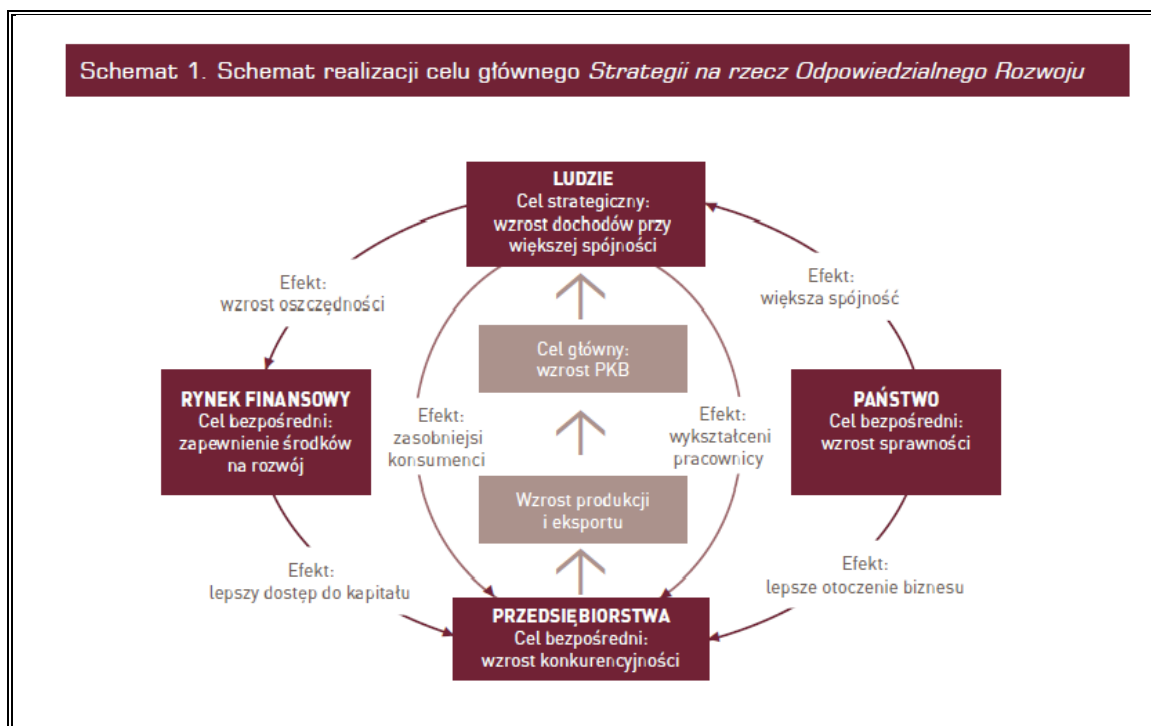 Schemat 1. Schemat realizacji celu głównego Strategii na rzecz Odpowiedzialnego Rozwoju
LUDZIE
Cel strategiczny:
wzrost dochodów przy
większej spójności
Efekt:
wzrost oszczędności
Efekt:
większa spójność
Cel główny:
wzrost PKB
RYNEK FINANSOWY
Cel bezpośredni:
zapewnienie środków
na rozwój
Efekt:
zasobniejsi
konsumenci
Efekt:
wykształceni
pracownicy
PAŃSTWO
Cel bezpośredni:
wzrost sprawności
Wzrost produkcji
i eksportu
Efekt:
lepszy dostęp do kapitału
Efekt:
lepsze otoczenie biznesu
PRZEDSIĘBIORSTWA
Cel bezpośredni:
wzrost konkurencyjności